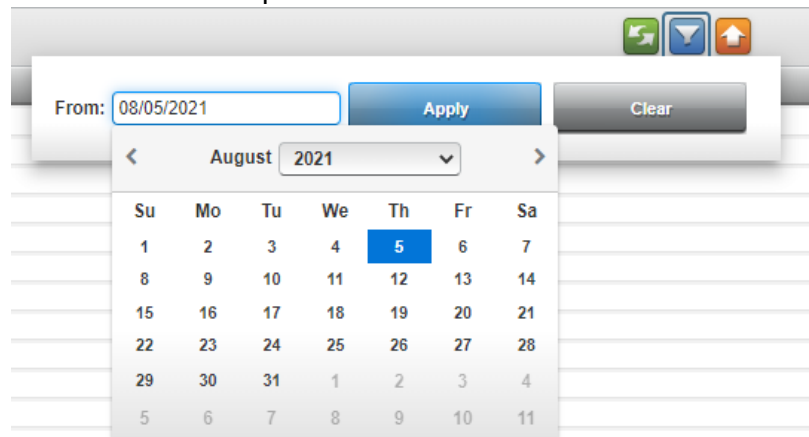 From: 08/05/2021 Apply Clear
August 2021
Su Mo Tu We Th Fr Sa
1 2 3 4 5 6 7
8 9 10 11 12 13 14
15 16 17 18 19 20 21
22 23 24 25 26 27 28
29 30 31 1 2 3 4
5 6 7 8 9 10 11